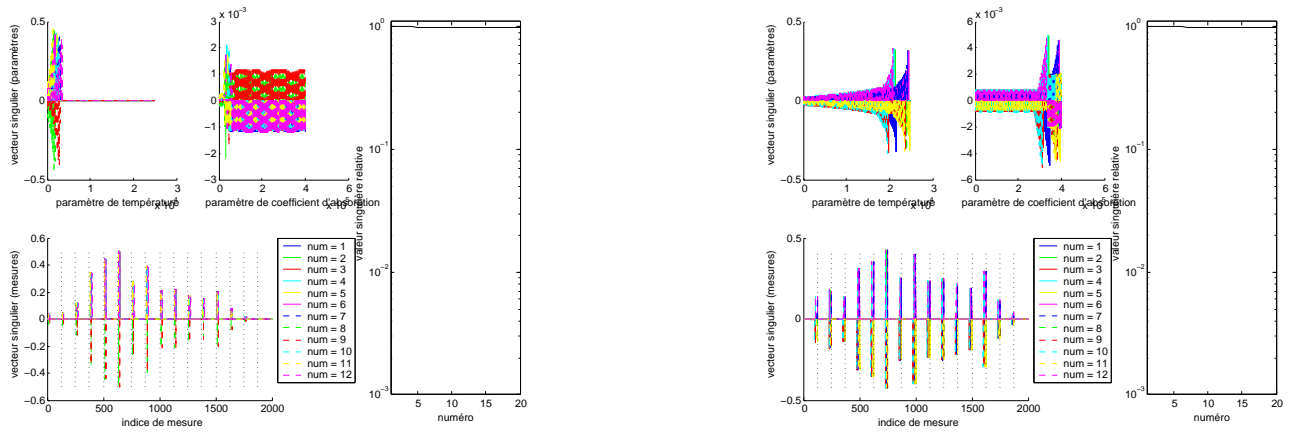 vecteur singulier (paramètres)
0.5
0
−0.5
0 1 2 3
paramètre de température
x 10
3
2
1
0
−1
−2
−3
x 10−3
0 2 4 6
paramètre de coefficient d'absorption
x 10
valeur singulière relative
100
10−1
10−2
10−3
5 10 15 20
numéro
vecteur singulier (mesures)
0.6
0.4
0.2
0
−0.2
−0.4
−0.6
0 500 1000 1500 2000
indice de mesure
num = 1
num = 2
num = 3
num = 4
num = 5
num = 6
num = 7
num = 8
num = 9
num = 10
num = 11
num = 12
vecteur singulier (paramètres)
0.5
0
−0.5
0 1 2 3
paramètre de température
x 10
6
4
2
0
−2
−4
−6
x 10−3
0 2 4 6
paramètre de coefficient d'absorption
x 10
valeur singulière relative
100
10−1
10−2
10−3
5 10 15 20
numéro
vecteur singulier (mesures)
0.5
0
−0.5
0 500 1000 1500 2000
indice de mesure
num = 1
num = 2
num = 3
num = 4
num = 5
num = 6
num = 7
num = 8
num = 9
num = 10
num = 11
num = 12